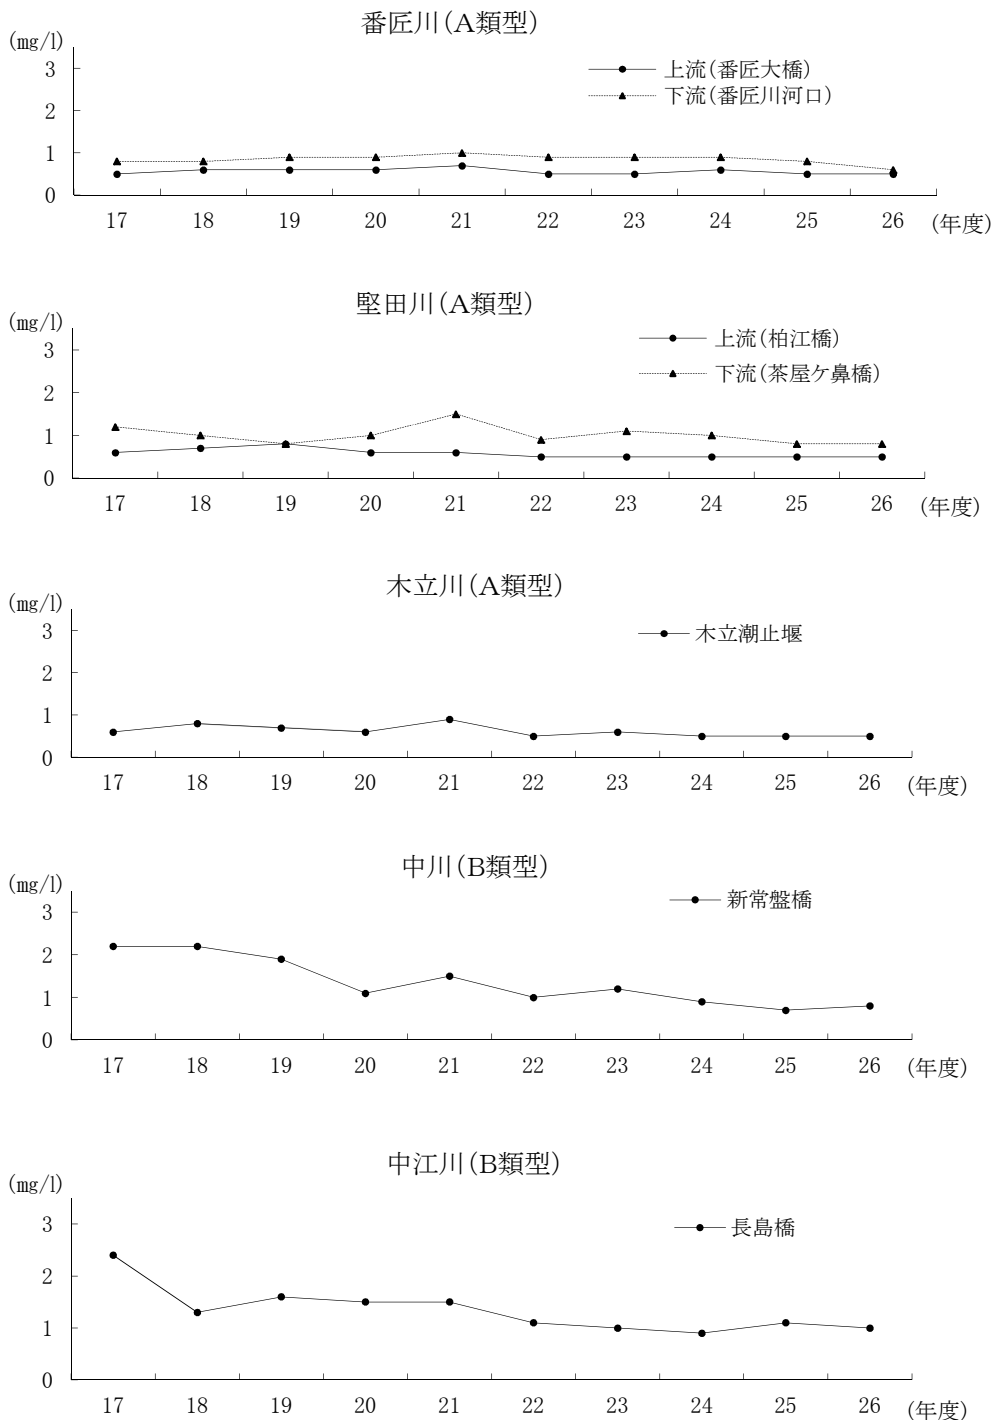 番匠川(A類型)
(mg/l)
3
2
1
0
上流(番匠大橋)
下流(番匠川河口)
17 18 19 20 21 22 23 24 25 26 (年度)
堅田川(A類型)
(mg/l)
3
2
1
0
上流(柏江橋)
下流(茶屋ケ鼻橋)
17 18 19 20 21 22 23 24 25 26 (年度)
木立川(A類型)
(mg/l)
3
2
1
0
木立潮止堰
17 18 19 20 21 22 23 24 25 26 (年度)
中川(B類型)
(mg/l)
3
2
1
0
新常盤橋
17 18 19 20 21 22 23 24 25 26 (年度)
中江川(B類型)
(mg/l)
3
2
1
0
長島橋
17 18 19 20 21 22 23 24 25 26 (年度)